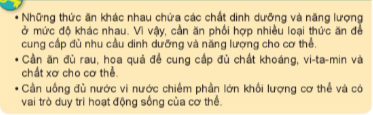 • Những thức ăn khác nhau chứa các chất dinh dưỡng và năng lượng
ở mức độ khác nhau. Vì vậy, cần ăn phối hợp nhiều loại thức ăn để
cung cấp đủ nhu cầu dinh dưỡng và năng lượng cho cơ thể.
• Cần ăn đủ rau, hoa quả để cung cấp đủ chất khoáng, vi-ta-min và
chất xơ cho cơ thể.
• Cần uống đủ nước vì nước chiếm phần lớn khối lượng cơ thể và có
vai trò duy trì hoạt động sống của cơ thể.